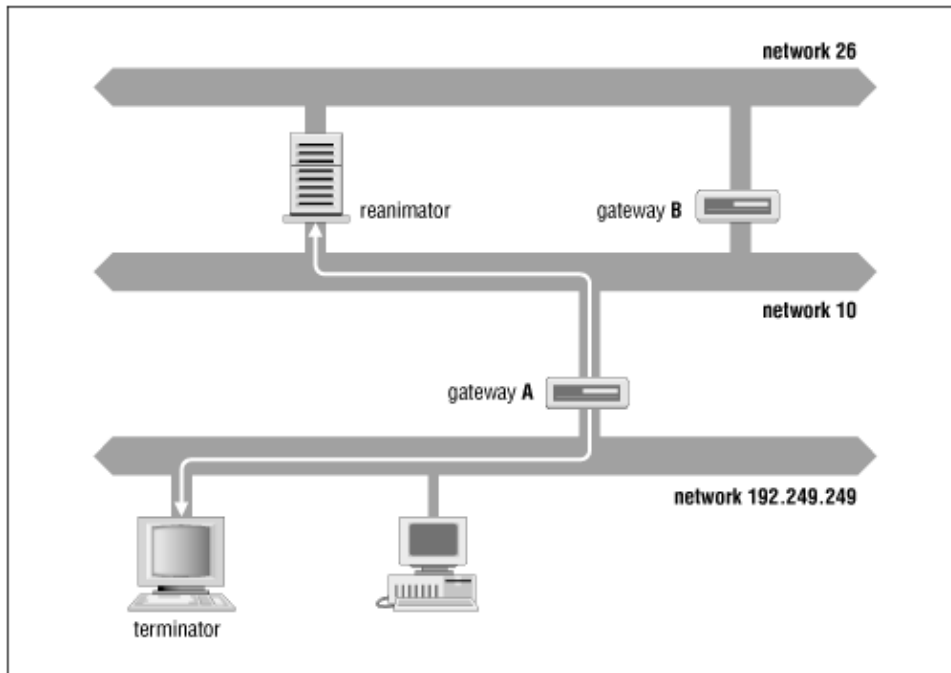 network 26
reanimator
gateway B
network 10
gateway A
network 192.249.249
terminator